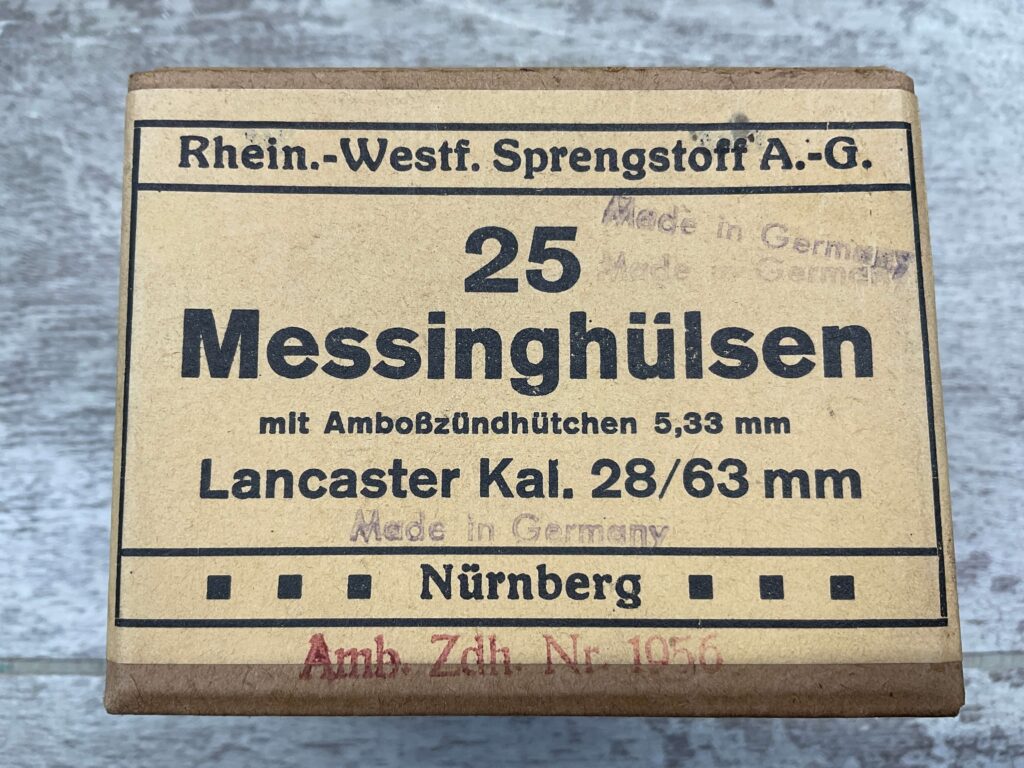 Rhein.-Westf. Sprengstoff A.-G.
Made in Germany
Made in Germany
25
Messinghülsen
mit Amboßzündhütchen 5,33 mm
Lancaster Kal. 28/63 mm
Made in Germany
Nürnberg
Amb. Zdh. Nr. 1056